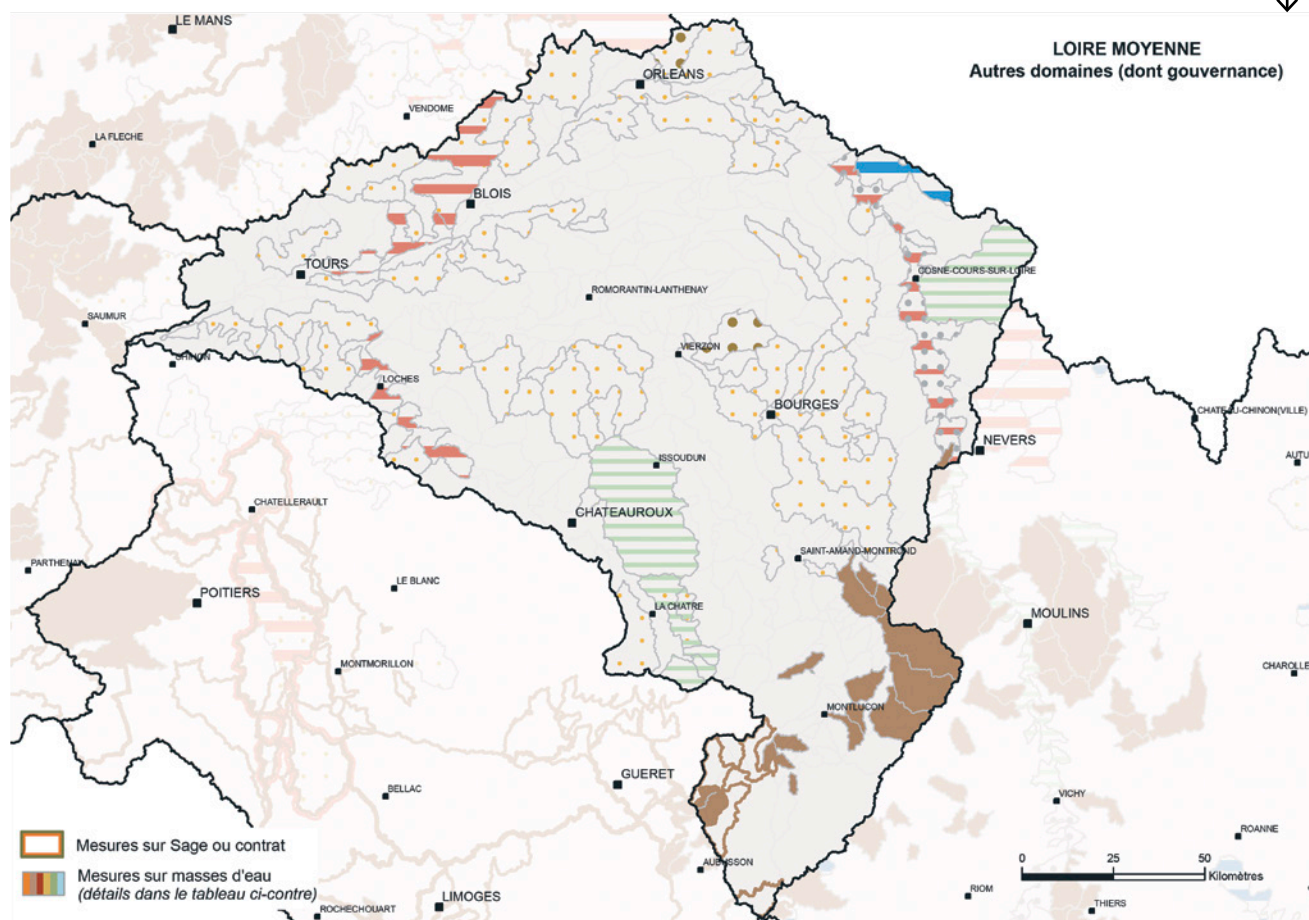 LE MANS
LOIRE MOYENNE
Autres domaines (dont gouvernance)
ORLEANS
VENDOME
LA FLECHE
BLOIS
TOURS
COSNE-COURS-SUR-LOIRE
ROMORANTIN-LANTHENAY
SAUMUR
VIERZON
CHINON
LOCHES
BOURGES
CHATEAU-CHINON(VILLE)
NEVERS
ISSOUDUN
AUTU
CHATELLERAULT
CHATEAUROUX
SAINT-AMAND-MONTROND
PARTHENAY
LE BLANC
POITIERS
LA CHATRE
MOULINS
MONTMORILLON
CHAROLLE
MONTLUCON
GUERET
BELLAC
VICHY
ROANNE
Mesures sur Sage ou contrat
AUBUSSON
Mesures sur masses d'eau
(détails dans le tableau ci-contre)
0 25 50
Kilomètres
LIMOGES
RIOM
ROCHECHOUART
THIERS